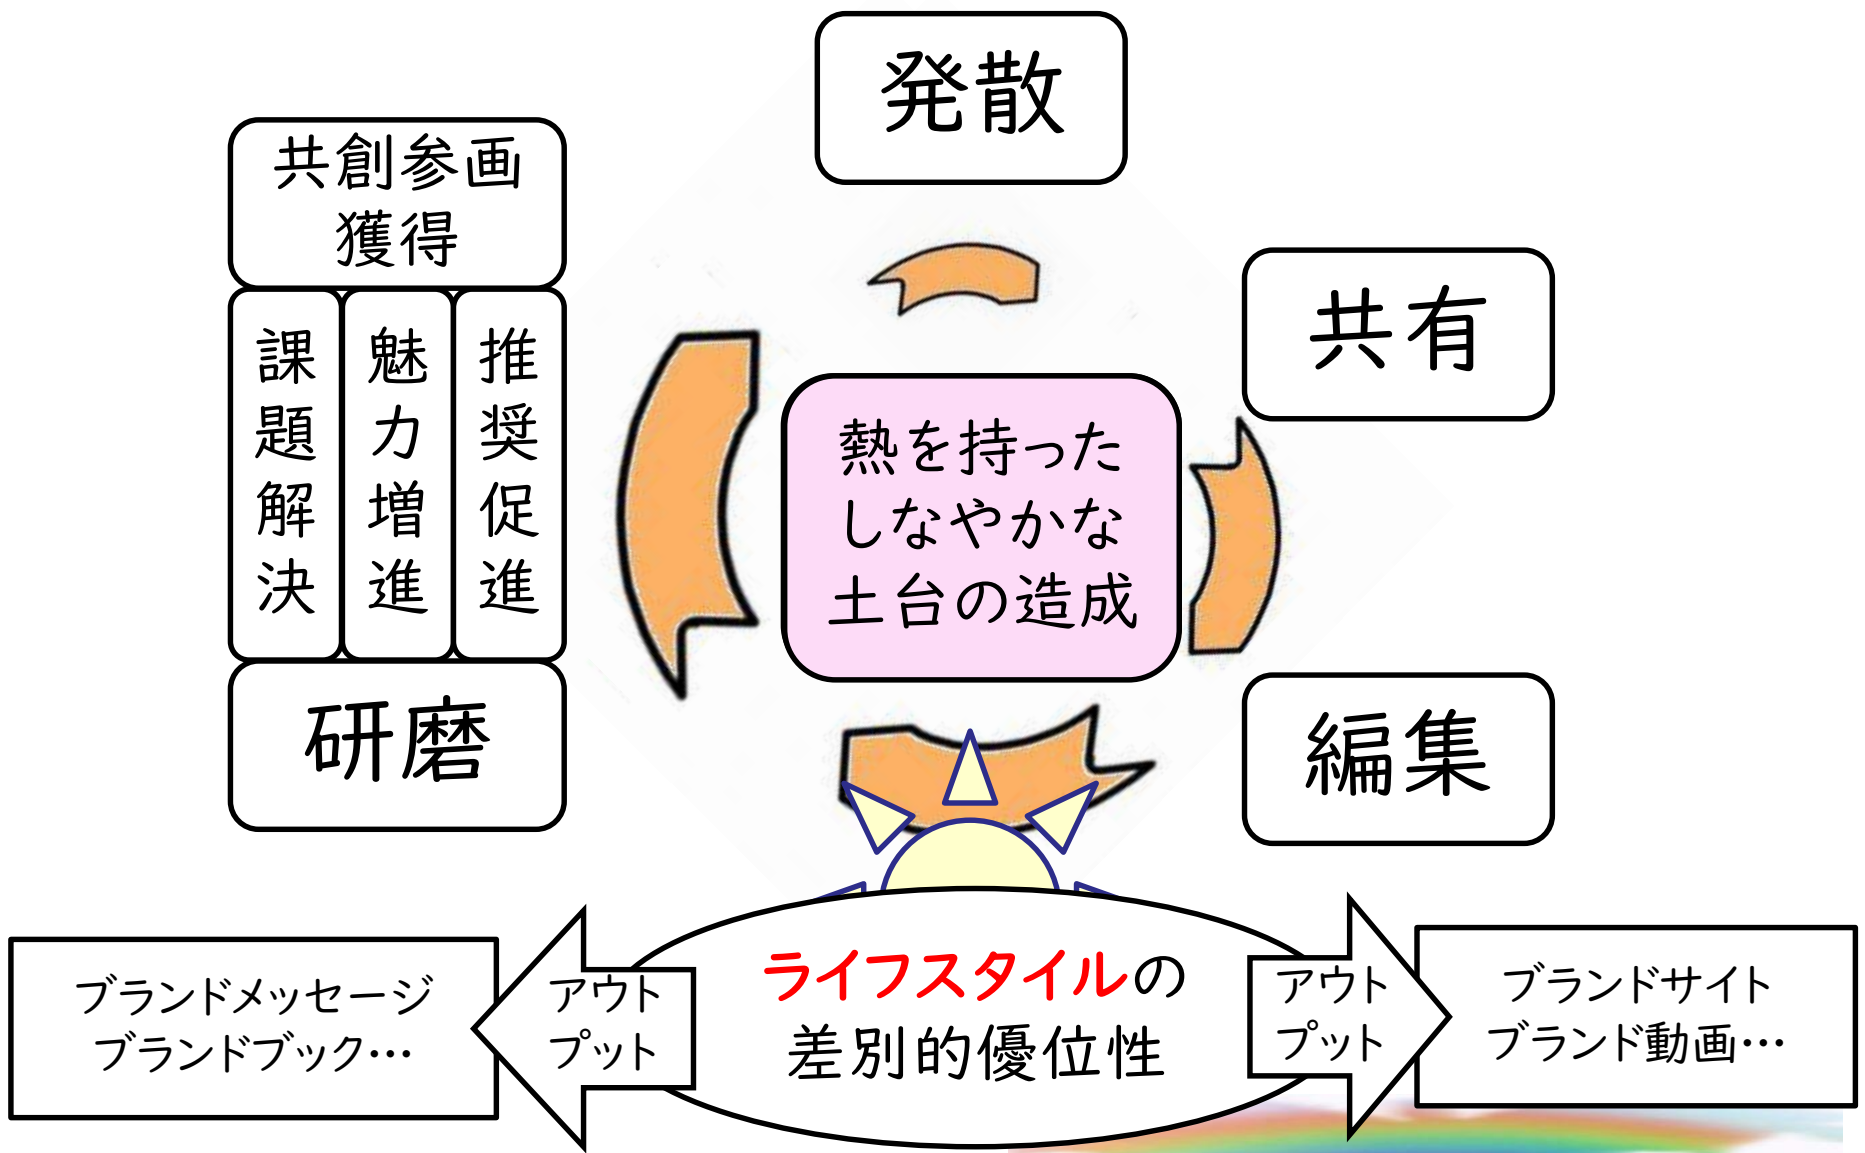 発散
共創参画
獲得
課題解決
魅力増進
推奨促進
研磨
共有
熱を持った
しなやかな
土台の造成
編集
ライフスタイルの
差別的優位性
アウト
プット
ブランドメッセージ
ブランドブック…
アウト
プット
ブランドサイト
ブランド動画…